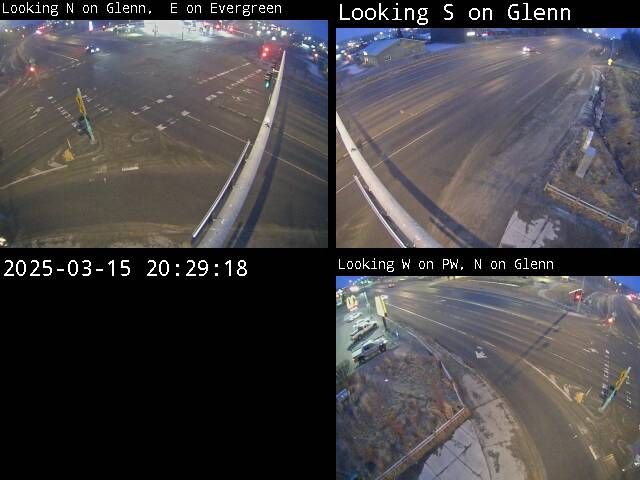 Looking N on Glenn,  E on Evergreen
Looking S on Glenn
2025-03-15 20:29:18
Looking W on PW, N on Glenn